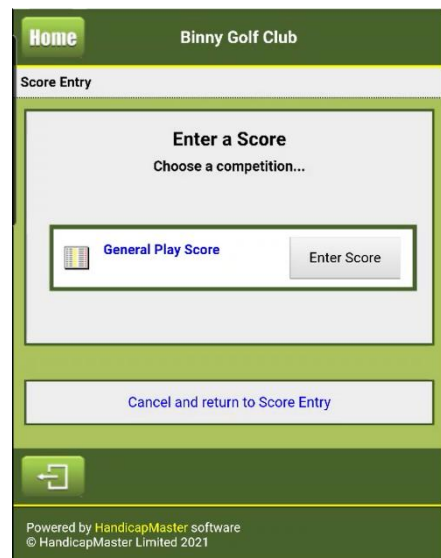 Home
Binny Golf Club
Score Entry
Enter a Score
Choose a competition...
General Play Score
Enter Score
Cancel and return to Score Entry
Powered by HandicapMaster software
© HandicapMaster Limited 2021